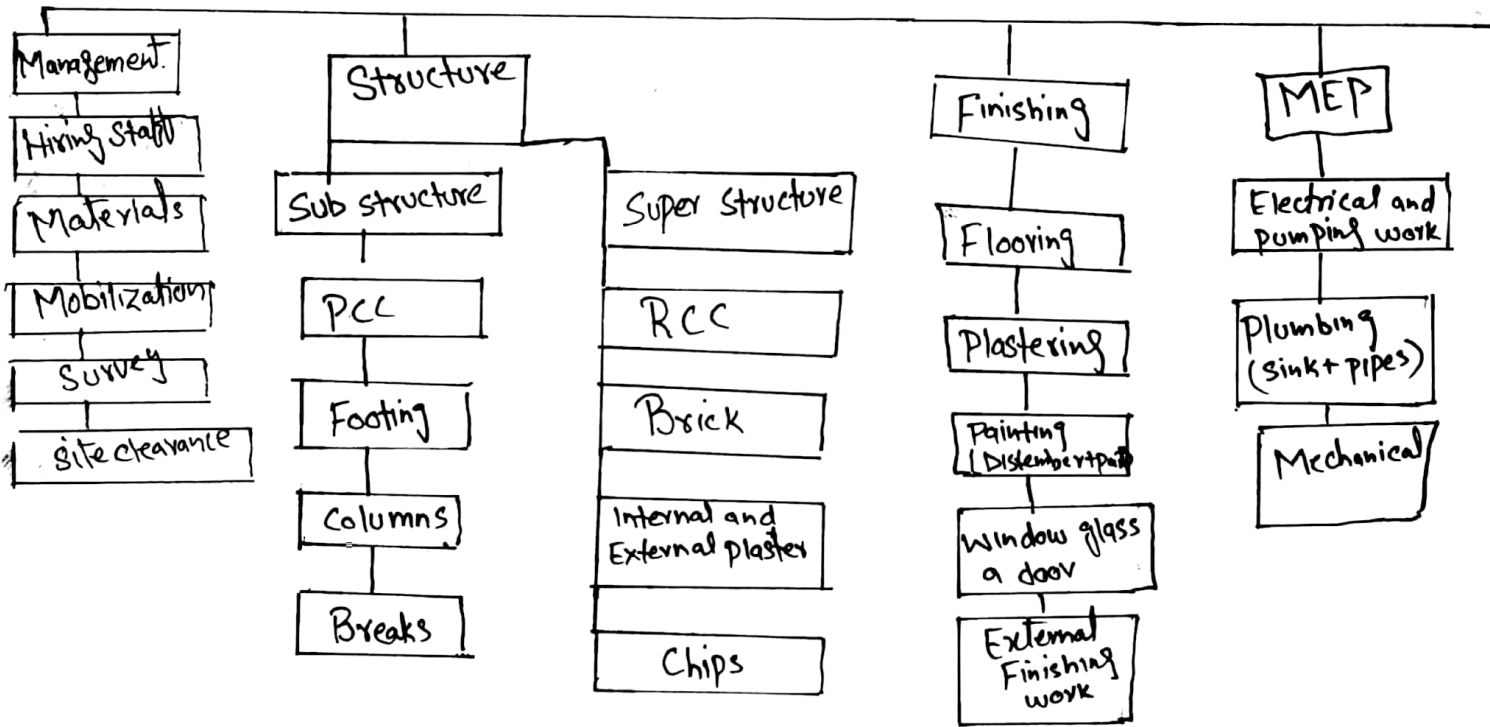 Management.
Hiring Staff
Materials
Mobilization
Survey
Site clearance
Structure
Sub structure
PCC
Footing
Columns
Breaks
Super Structure
RCC
Brick
Internal and
External plaster
Chips
Finishing
Flooring
Plastering
Painting
(Distember+pait)
Window glass
a door
External
Finishing
work
MEP
Electrical and
pumping work
Plumbing
(sink+pipes)
Mechanical